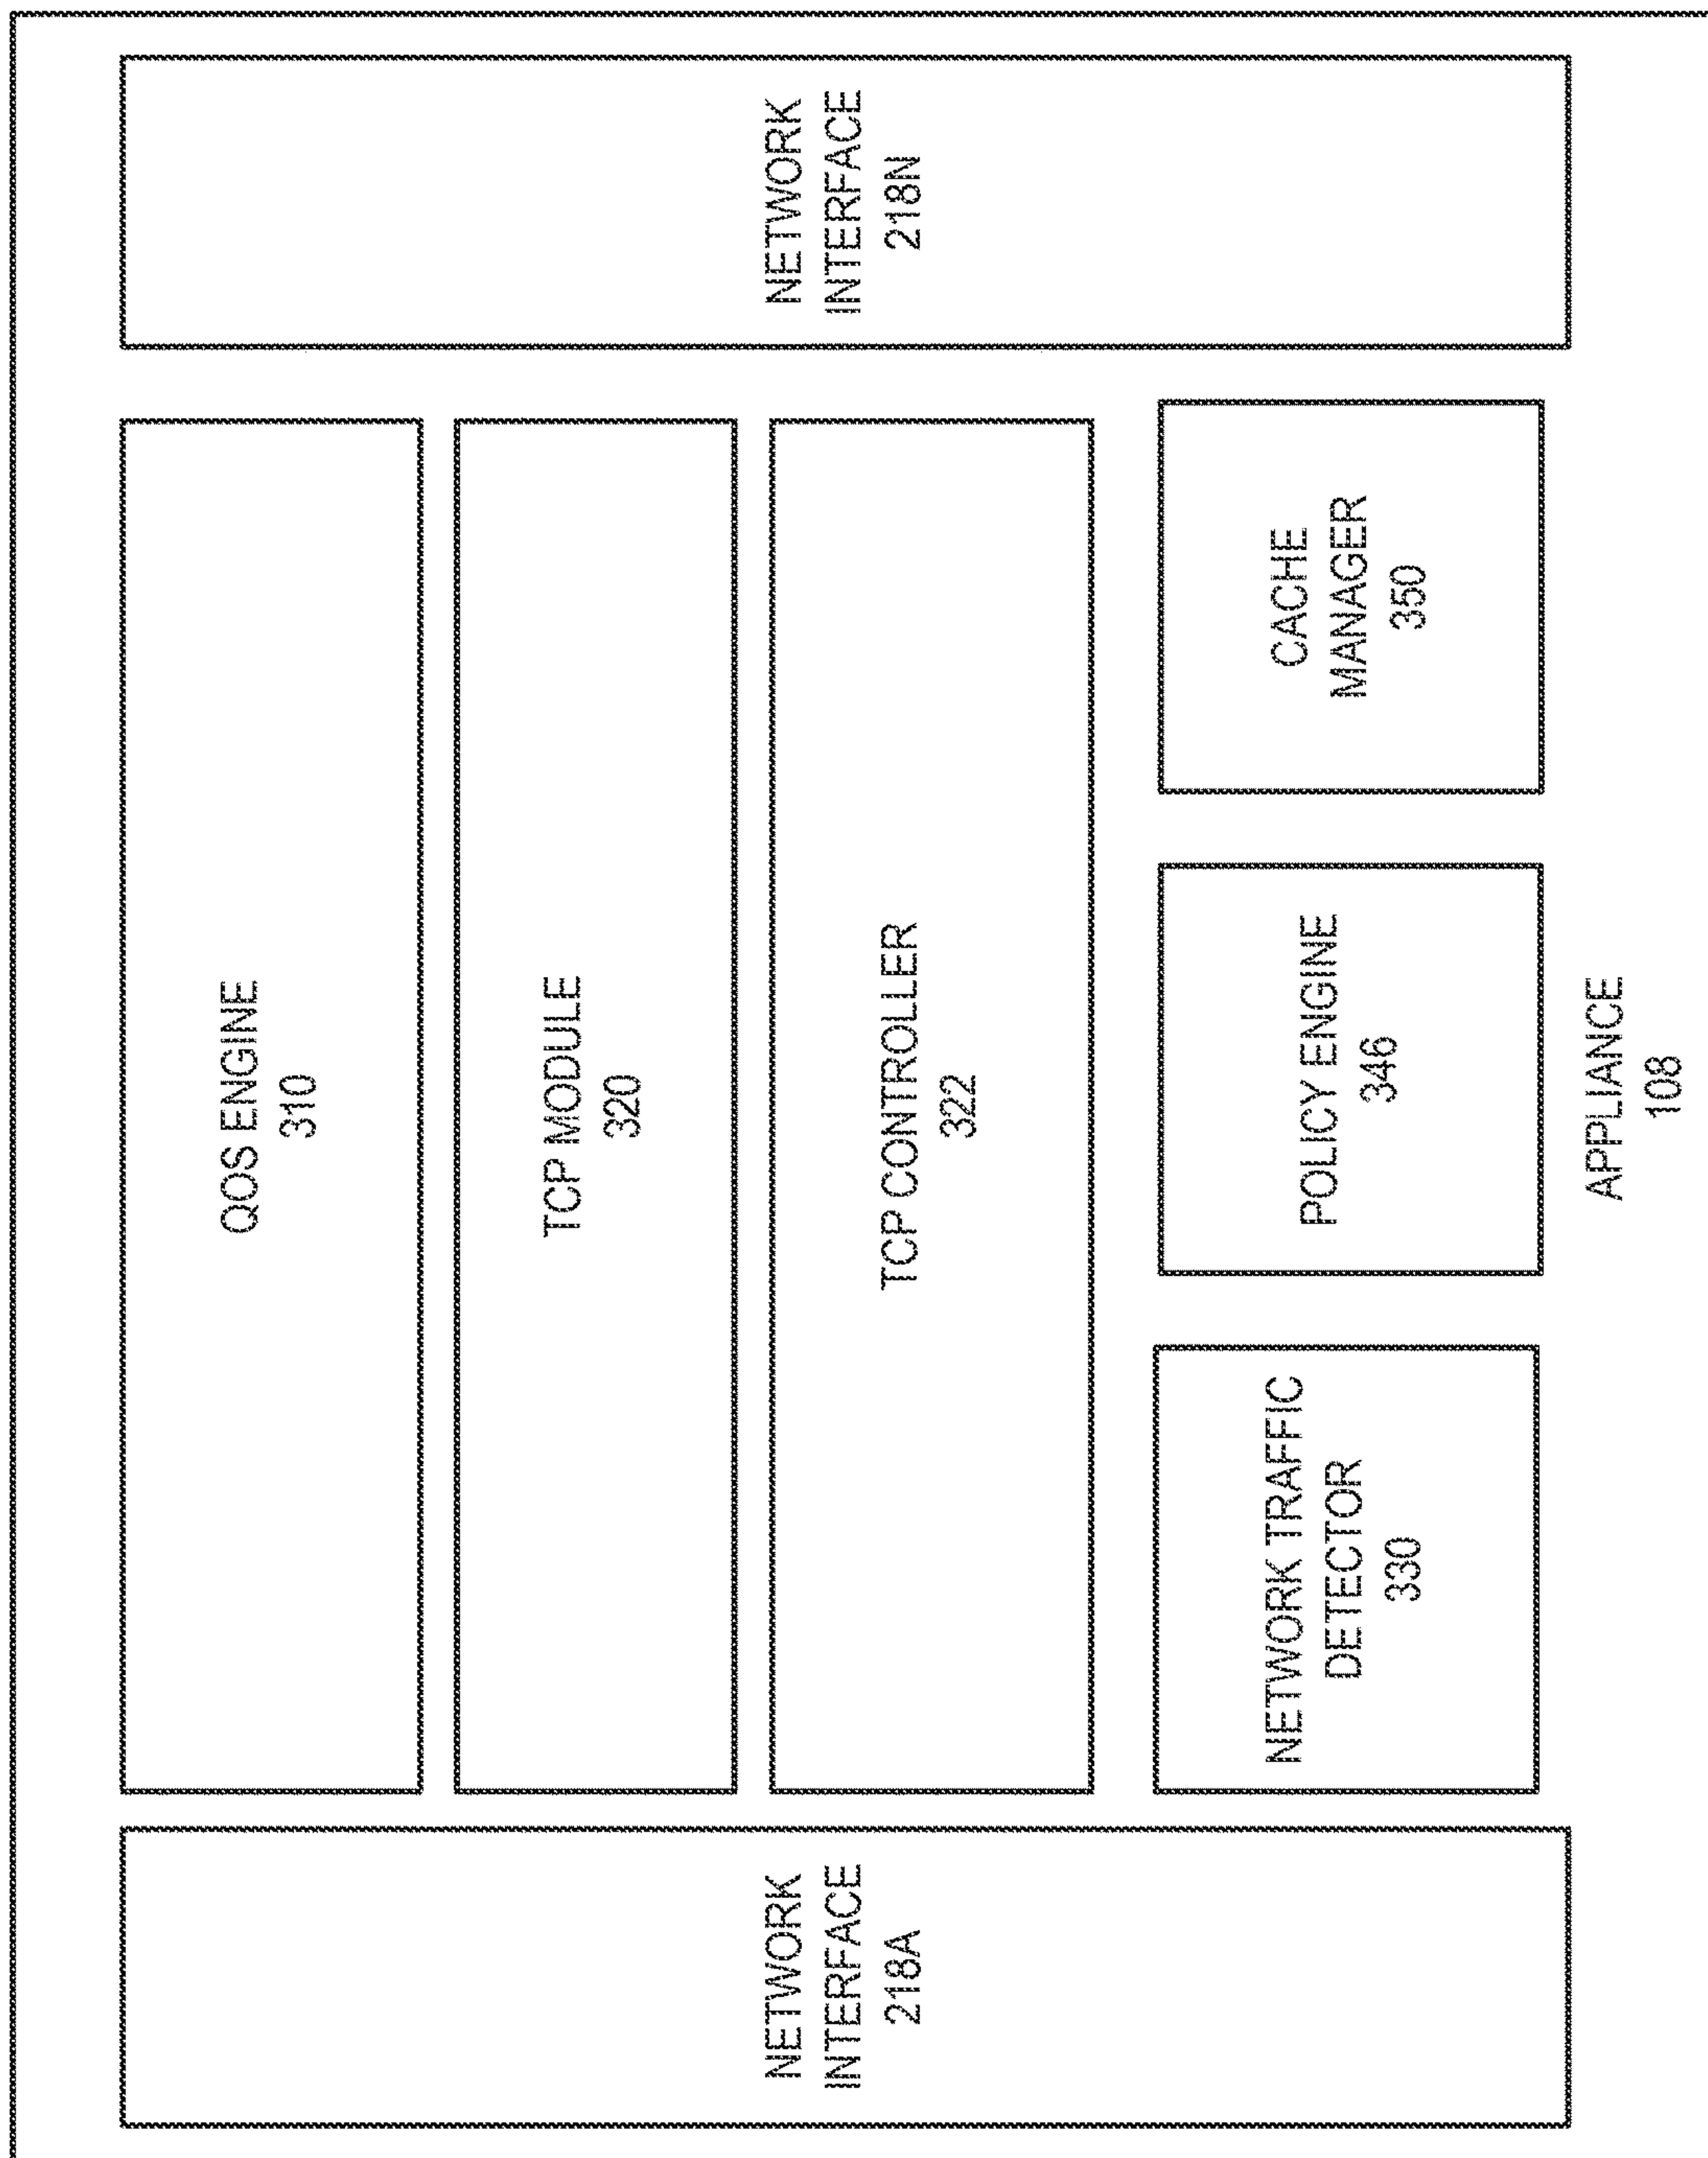 NETWORK
INTERFACE
218A
QOS ENGINE
310
TCP MODULE
320
TCP CONTROLLER
322
NETWORK TRAFFIC
DETECTOR
330
POLICY ENGINE
346
CACHE
MANAGER
350
NETWORK
INTERFACE
218N
APPLIANCE
108